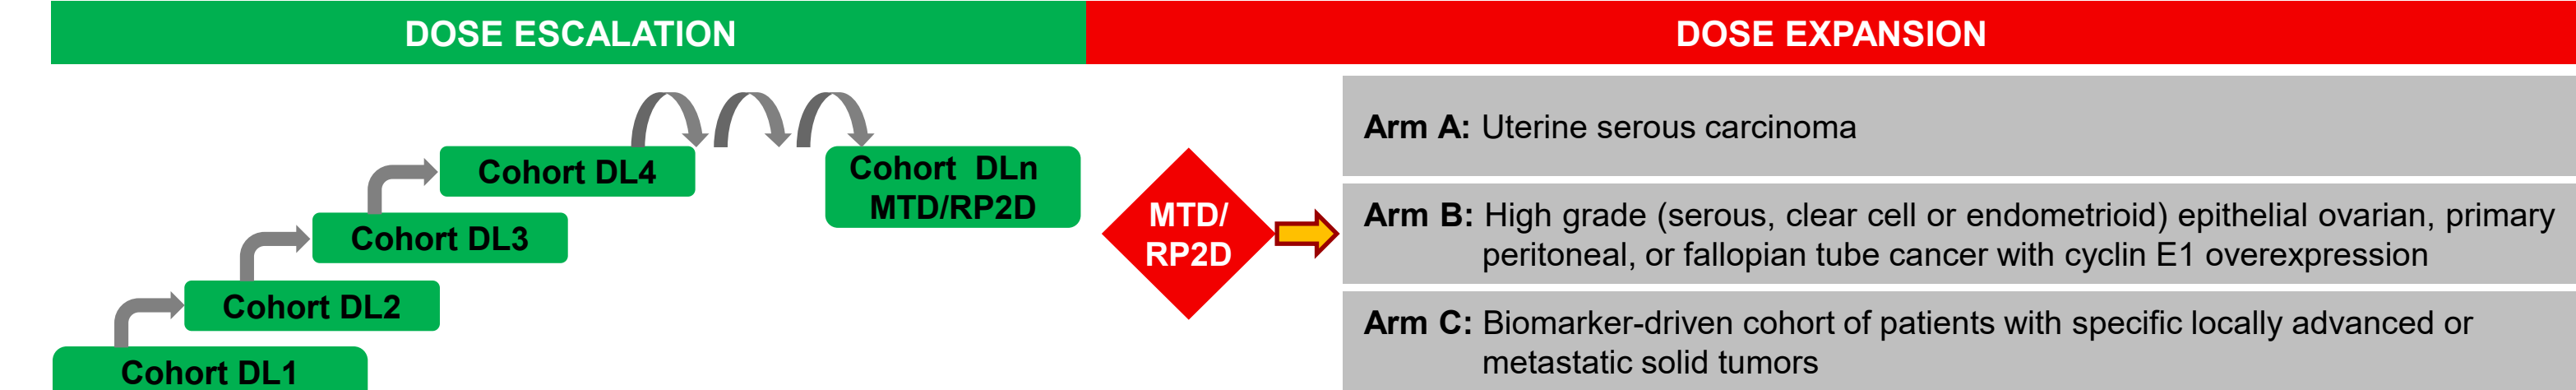 DOSE ESCALATION
DOSE EXPANSION
Cohort DL1
Cohort DL2
Cohort DL3
Cohort DL4
Cohort DLn
MTD/RP2D
MTD/
RP2D
Arm A: Uterine serous carcinoma
Arm B: High grade (serous, clear cell or endometrioid) epithelial ovarian, primary
peritoneal, or fallopian tube cancer with cyclin E1 overexpression
Arm C: Biomarker-driven cohort of patients with specific locally advanced or
metastatic solid tumors